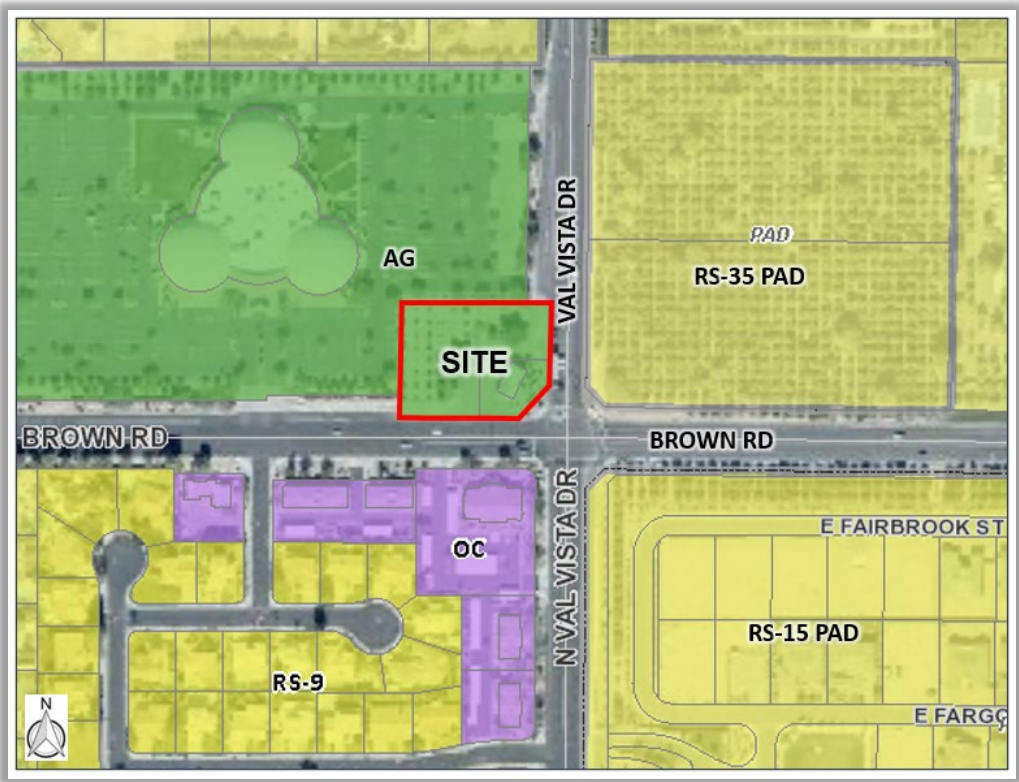 VAL VISTA DR
PAD
AG
RS-35 PAD
SITE
BROWN RD
BROWN RD
N VAL VISTA DR
E FAIRBROOK ST
OC
RS-15 PAD
RS-9
E FARGO
N